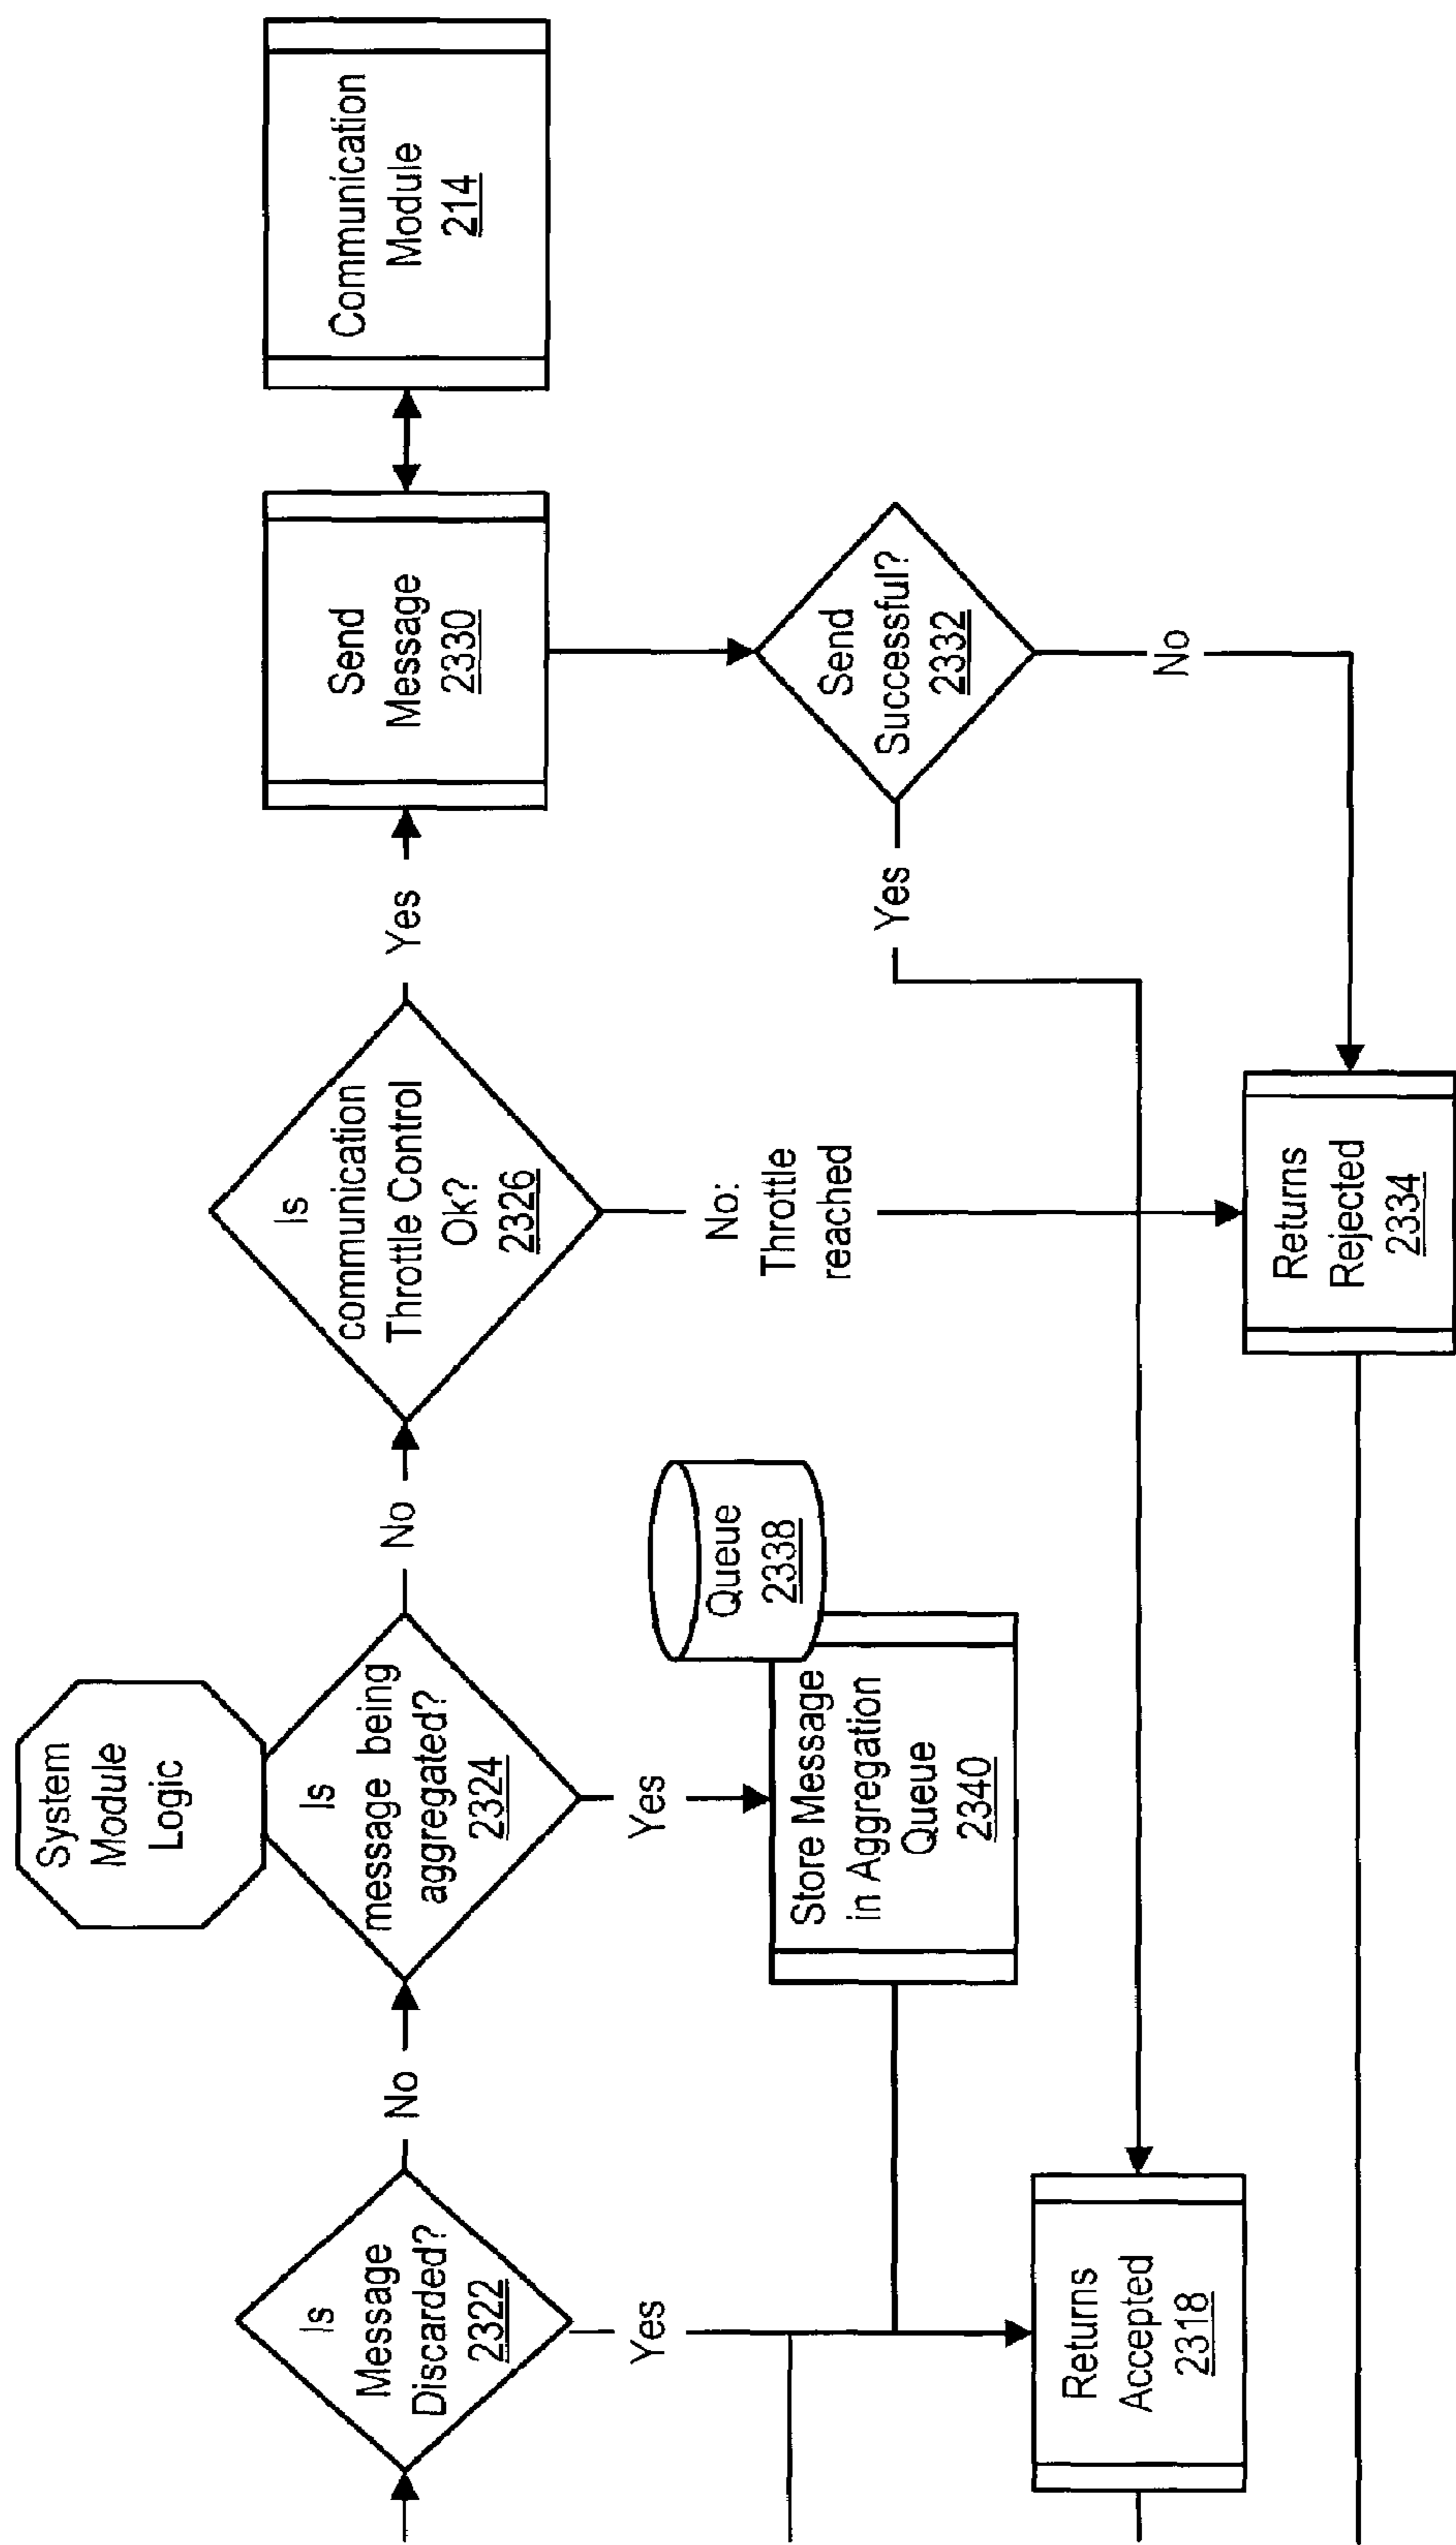 System
Module
Logic
Is
Message
Discarded?
2322
No
Is
message being
aggregated?
2324
No
Is
communication
Throttle Control
Ok?
2326
Yes
Send
Message
2330
Communication
Module
214
Yes
Yes
Store Message
in Aggregation
Queue
2340
Queue
2338
No:
Throttle
reached
Yes
Send
Successful?
2332
No
Returns
Accepted
2318
Returns
Rejected
2334